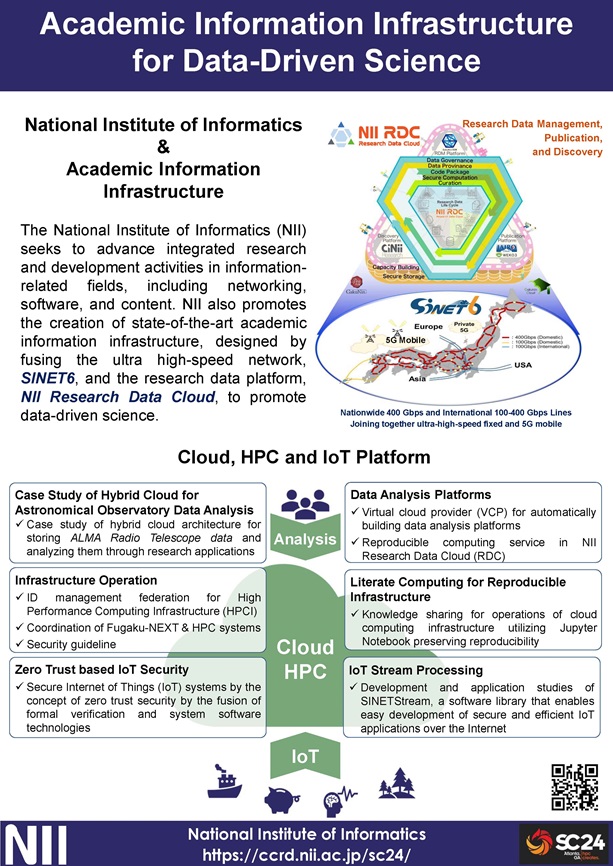 Academic Information Infrastructure
for Data-Driven Science
National Institute of Informatics
&
Academic Information
Infrastructure
The National Institute of Informatics (NII)
seeks to advance integrated research
and development activities in information-
related fields, including networking,
software, and content. NII also promotes
the creation of state-of-the-art academic
information infrastructure, designed by
fusing the ultra high-speed network,
SINET6, and the research data platform,
NII Research Data Cloud, to promote
data-driven science.
NII RDC
Research Data Cloud
Research Data Management,
Publication,
and Discovery
RDM Platform
Data Governance
Data Provinance
Code Package
Secure Computation
Curation
Research Data
Life Cycle
NII RDC
Discovery
Platform
CiNii
Publication
Platform
WEKO3
Capacity Building
Secure Storage
SINET6
Europe
Private
5G
5G Mobile
: 400Gbps (Domestic)
: 100Gbps (Domestic)
: 100Gbps (International)
USA
Asia
Nationwide 400 Gbps and International 100-400 Gbps Lines
Joining together ultra-high-speed fixed and 5G mobile
Cloud, HPC and IoT Platform
Case Study of Hybrid Cloud for
Astronomical Observatory Data Analysis
✓ Case study of hybrid cloud architecture for
storing ALMA Radio Telescope data and
analyzing them through research applications
Analysis
Data Analysis Platforms
✓ Virtual cloud provider (VCP) for automatically
building data analysis platforms
✓ Reproducible computing service in NII
Research Data Cloud (RDC)
Infrastructure Operation
✓ ID management federation for High
Performance Computing Infrastructure (HPCI)
✓ Coordination of Fugaku-NEXT & HPC systems
✓ Security guideline
Cloud
HPC
Literate Computing for Reproducible
Infrastructure
✓ Knowledge sharing for operations of cloud
computing infrastructure utilizing Jupyter
Notebook preserving reproducibility
Zero Trust based IoT Security
✓ Secure Internet of Things (IoT) systems by the
concept of zero trust security by the fusion of
formal verification and system software
technologies
IoT Stream Processing
✓ Development and application studies of
SINETStream, a software library that enables
easy development of secure and efficient IoT
applications over the Internet
IoT
NII
National Institute of Informatics
https://ccrd.nii.ac.jp/sc24/
SC24
Atlanta,
GA